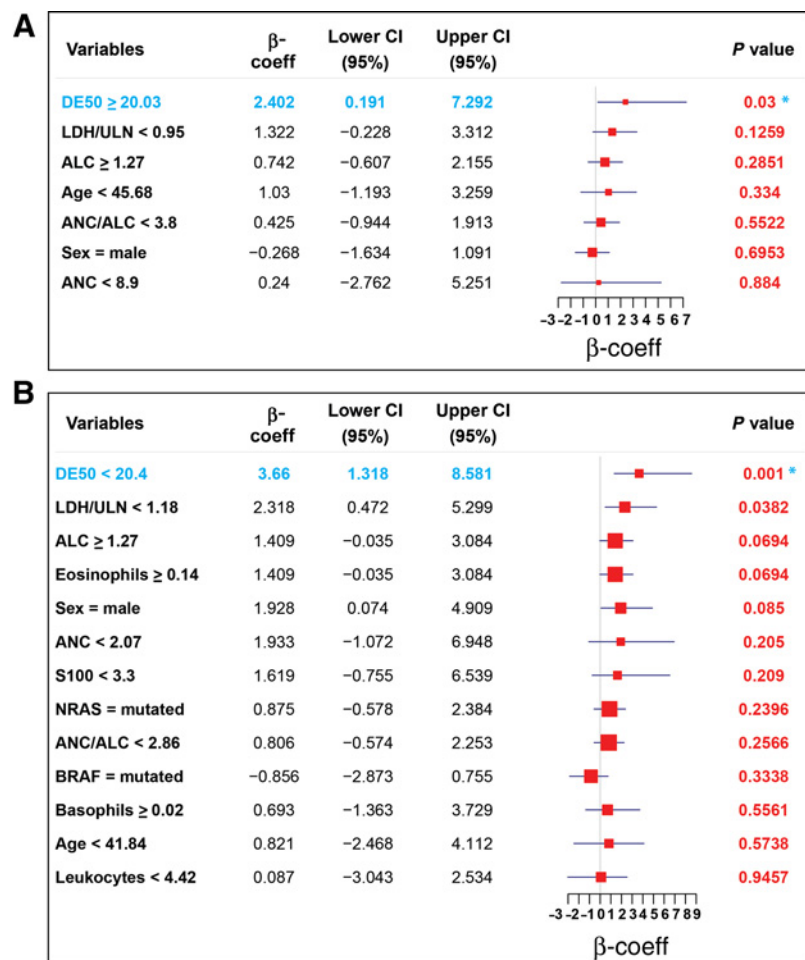 A
Variables β-coeff Lower CI (95%) Upper CI (95%) P value
DE50 ≥ 20.03 2.402 0.191 7.292 0.03 *
LDH/ULN < 0.95 1.322 −0.228 3.312 0.1259
ALC ≥ 1.27 0.742 −0.607 2.155 0.2851
Age < 45.68 1.03 −1.193 3.259 0.334
ANC/ALC < 3.8 0.425 −0.944 1.913 0.5522
Sex = male −0.268 −1.634 1.091 0.6953
ANC < 8.9 0.24 −2.762 5.251 0.884
−3 −2 −1 0 1 2 3 4 5 6 7
β-coeff
B
Variables β-coeff Lower CI (95%) Upper CI (95%) P value
DE50 < 20.4 3.66 1.318 8.581 0.001 *
LDH/ULN < 1.18 2.318 0.472 5.299 0.0382
ALC ≥ 1.27 1.409 −0.035 3.084 0.0694
Eosinophils ≥ 0.14 1.409 −0.035 3.084 0.0694
Sex = male 1.928 0.074 4.909 0.085
ANC < 2.07 1.933 −1.072 6.948 0.205
S100 < 3.3 1.619 −0.755 6.539 0.209
NRAS = mutated 0.875 −0.578 2.384 0.2396
ANC/ALC < 2.86 0.806 −0.574 2.253 0.2566
BRAF = mutated −0.856 −2.873 0.755 0.3338
Basophils ≥ 0.02 0.693 −1.363 3.729 0.5561
Age < 41.84 0.821 −2.468 4.112 0.5738
Leukocytes < 4.42 0.087 −3.043 2.534 0.9457
−3 −2 −1 0 1 2 3 4 5 6 7 8 9
β-coeff